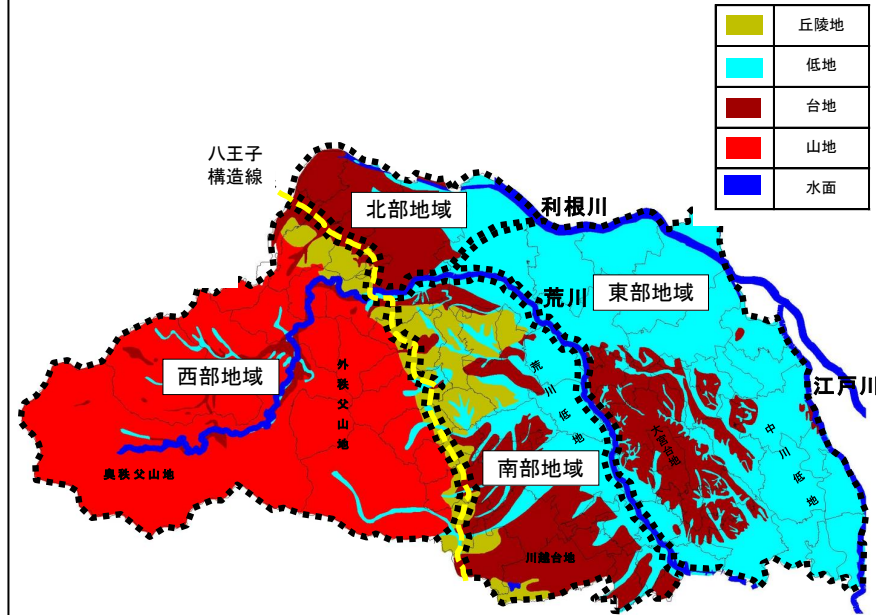 丘陵地
低地
台地
山地
水面
八王子
構造線
北部地域
利根川
荒川
東部地域
西部地域
外秩父山地
荒川低地
江戸川
大宮台地
中川低地
奥秩父山地
南部地域
川越台地